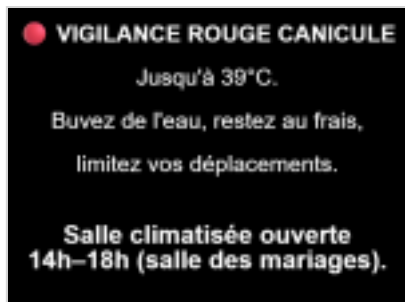 VIGILANCE ROUGE CANICULE
Jusqu'à 39°C.
Buvez de l'eau, restez au frais,
limitez vos déplacements.
Salle climatisée ouverte
14h–18h (salle des mariages).